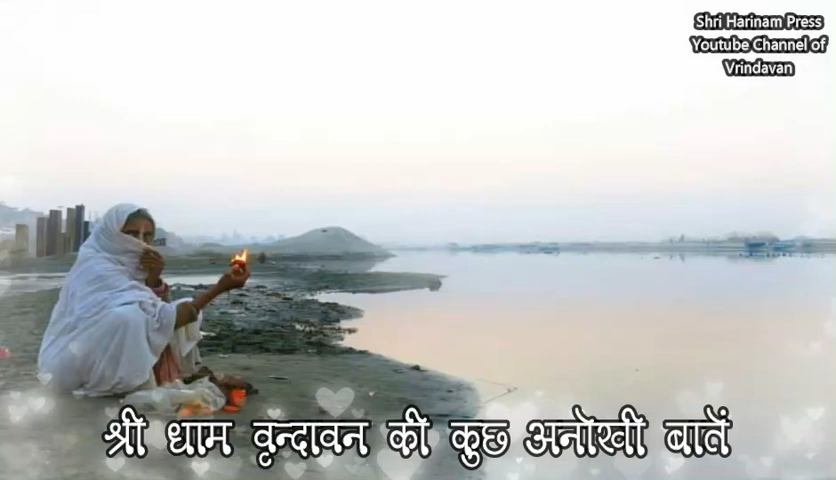 Shri Harinam Press
Youtube Channel of
Vrindavan
श्री धाम वृन्दावन की कुछ अनोखी बातें